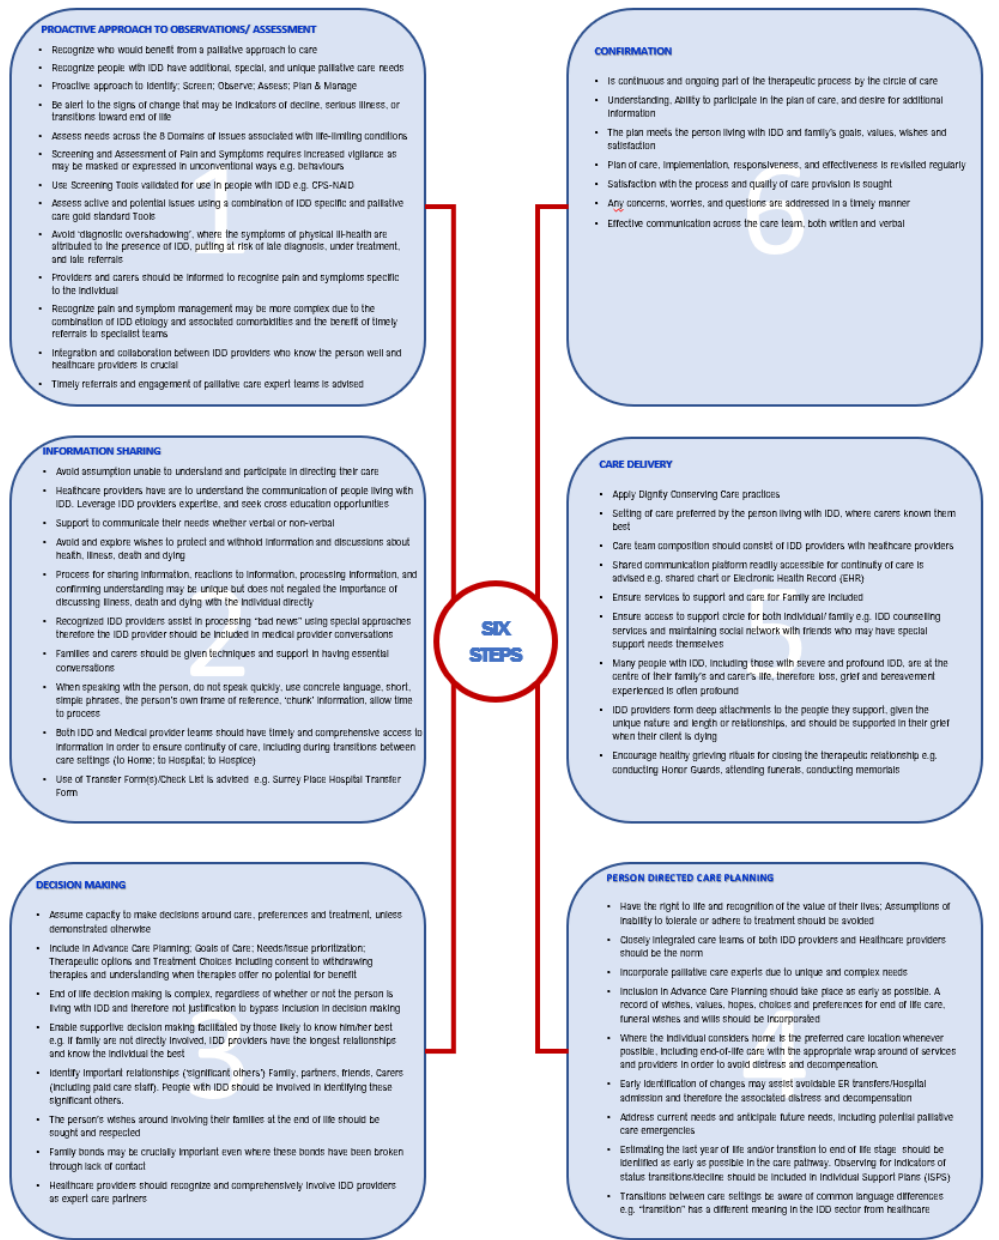 PROACTIVE APPROACH TO OBSERVATIONS/ ASSESSMENT
• Recognize who would benefit from a palliative approach to care
• Recognize people with IDD have additional, special, and unique palliative care needs
• Proactive approach to Identify; Screen; Observe; Assess; Plan & Manage
• Be alert to the signs of change that may be indicators of decline, serious illness, or
transitions toward end of life
• Assess needs across the 8 Domains of issues associated with life-limiting conditions
• Screening and Assessment of Pain and Symptoms requires increased vigilance as
may be masked or expressed in unconventional ways e.g. behaviours
• Use Screening Tools validated for use in people with IDD e.g. CPS-NAID
• Assess active and potential issues using a combination of IDD specific and palliative
care gold standard Tools
• Avoid ‘diagnostic overshadowing’, where the symptoms of physical ill-health are
attributed to the presence of IDD, putting at risk of late diagnosis, under treatment,
and late referrals
• Providers and carers should be informed to recognise pain and symptoms specific
to the individual
• Recognize pain and symptom management may be more complex due to the
combination of IDD etiology and associated comorbidities and the benefit of timely
referrals to specialist teams
• Integration and collaboration between IDD providers who know the person well and
healthcare providers is crucial
• Timely referrals and engagement of palliative care expert teams is advised
1
INFORMATION SHARING
• Avoid assumption unable to understand and participate in directing their care
• Healthcare providers have are to understand the communication of people living with
IDD. Leverage IDD providers expertise, and seek cross education opportunities
• Support to communicate their needs whether verbal or non-verbal
• Avoid and explore wishes to protect and withhold information and discussions about
health, illness, death and dying
• Process for sharing information, reactions to information, processing information, and
confirming understanding may be unique but does not negated the importance of
discussing illness, death and dying with the individual directly
• Recognized IDD providers assist in processing “bad news” using special approaches
therefore the IDD provider should be included in medical provider conversations
• Families and carers should be given techniques and support in having essential
conversations
• When speaking with the person, do not speak quickly, use concrete language, short,
simple phrases, the person’s own frame of reference, ‘chunk’ information, allow time
to process
• Both IDD and Medical provider teams should have timely and comprehensive access to
information in order to ensure continuity of care, including during transitions between
care settings (to Home; to Hospital; to Hospice)
• Use of Transfer Form(s)/Check List is advised e.g. Surrey Place Hospital Transfer
Form
2
DECISION MAKING
• Assume capacity to make decisions around care, preferences and treatment, unless
demonstrated otherwise
• Include in Advance Care Planning; Goals of Care; Needs/Issue prioritization;
Therapeutic options and Treatment Choices including consent to withdrawing
therapies and understanding when therapies offer no potential for benefit
• End of life decision making is complex, regardless of whether or not the person is
living with IDD and therefore not justification to bypass inclusion in decision making
• Enable supportive decision making facilitated by those likely to know him/her best
e.g. if family are not directly involved, IDD providers have the longest relationships
and know the individual the best
• Identify important relationships (‘significant others’) Family, partners, friends, Carers
(including paid care staff). People with IDD should be involved in identifying these
significant others.
• The person’s wishes around involving their families at the end of life should be
sought and respected
• Family bonds may be crucially important even where these bonds have been broken
through lack of contact
• Healthcare providers should recognize and comprehensively involve IDD providers
as expert care partners
3
SIX
STEPS
CONFIRMATION
• Is continuous and ongoing part of the therapeutic process by the circle of care
• Understanding, Ability to participate in the plan of care, and desire for additional
information
• The plan meets the person living with IDD and family’s goals, values, wishes and
satisfaction
• Plan of care, implementation, responsiveness, and effectiveness is revisited regularly
• Satisfaction with the process and quality of care provision is sought
• Any concerns, worries, and questions are addressed in a timely manner
• Effective communication across the care team, both written and verbal
6
CARE DELIVERY
• Apply Dignity Conserving Care practices
• Setting of care preferred by the person living with IDD, where carers known them
best
• Care team composition should consist of IDD providers with healthcare providers
• Shared communication platform readily accessible for continuity of care is
advised e.g. shared chart or Electronic Health Record (EHR)
• Ensure services to support and care for Family are included
• Ensure access to support circle for both individual/ family e.g. IDD counselling
services and maintaining social network with friends who may have special
support needs themselves
• Many people with IDD, including those with severe and profound IDD, are at the
centre of their family’s and carer’s life, therefore loss, grief and bereavement
experienced is often profound
• IDD providers form deep attachments to the people they support, given the
unique nature and length or relationships, and should be supported in their grief
when their client is dying
• Encourage healthy grieving rituals for closing the therapeutic relationship e.g.
conducting Honor Guards, attending funerals, conducting memorials
5
PERSON DIRECTED CARE PLANNING
• Have the right to life and recognition of the value of their lives; Assumptions of
inability to tolerate or adhere to treatment should be avoided
• Closely integrated care teams of both IDD providers and Healthcare providers
should be the norm
• Incorporate palliative care experts due to unique and complex needs
• Inclusion in Advance Care Planning should take place as early as possible. A
record of wishes, values, hopes, choices and preferences for end of life care,
funeral wishes and wills should be incorporated
• Where the individual considers home is the preferred care location whenever
possible, including end-of-life care with the appropriate wrap around of services
and providers in order to avoid distress and decompensation.
• Early identification of changes may assist avoidable ER transfers/Hospital
admission and therefore the associated distress and decompensation
• Address current needs and anticipate future needs, including potential palliative
care emergencies
• Estimating the last year of life and/or transition to end of life stage should be
identified as early as possible in the care pathway. Observing for indicators of
status transitions/decline should be included in Individual Support Plans (ISPS)
• Transitions between care settings be aware of common language differences
e.g. “transition” has a different meaning in the IDD sector from healthcare
4